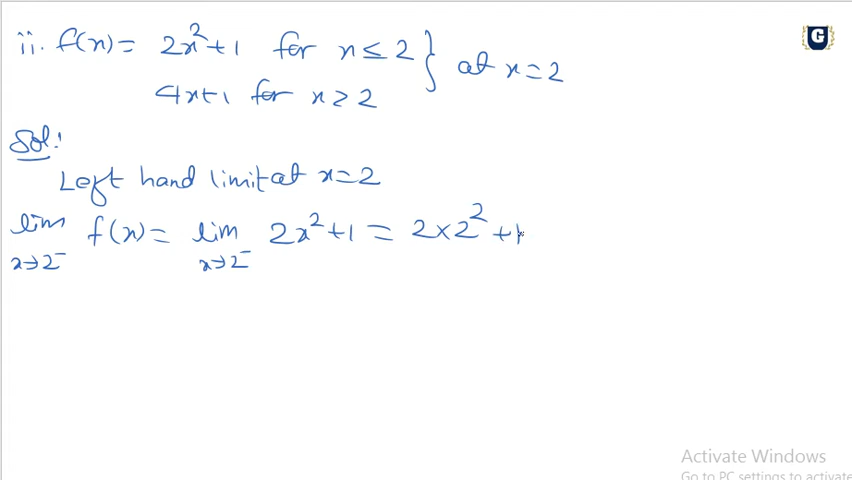 ii. f(x) = 2x² + 1 for x ≤ 2 } at x = 2
4x + 1 for x ≥ 2
Sol:
Left hand limit at x = 2
lim f(x) = lim 2x² + 1 = 2 × 2² + 1
x→2⁻ x→2⁻
G
Activate Windows
Go to PC settings to activate